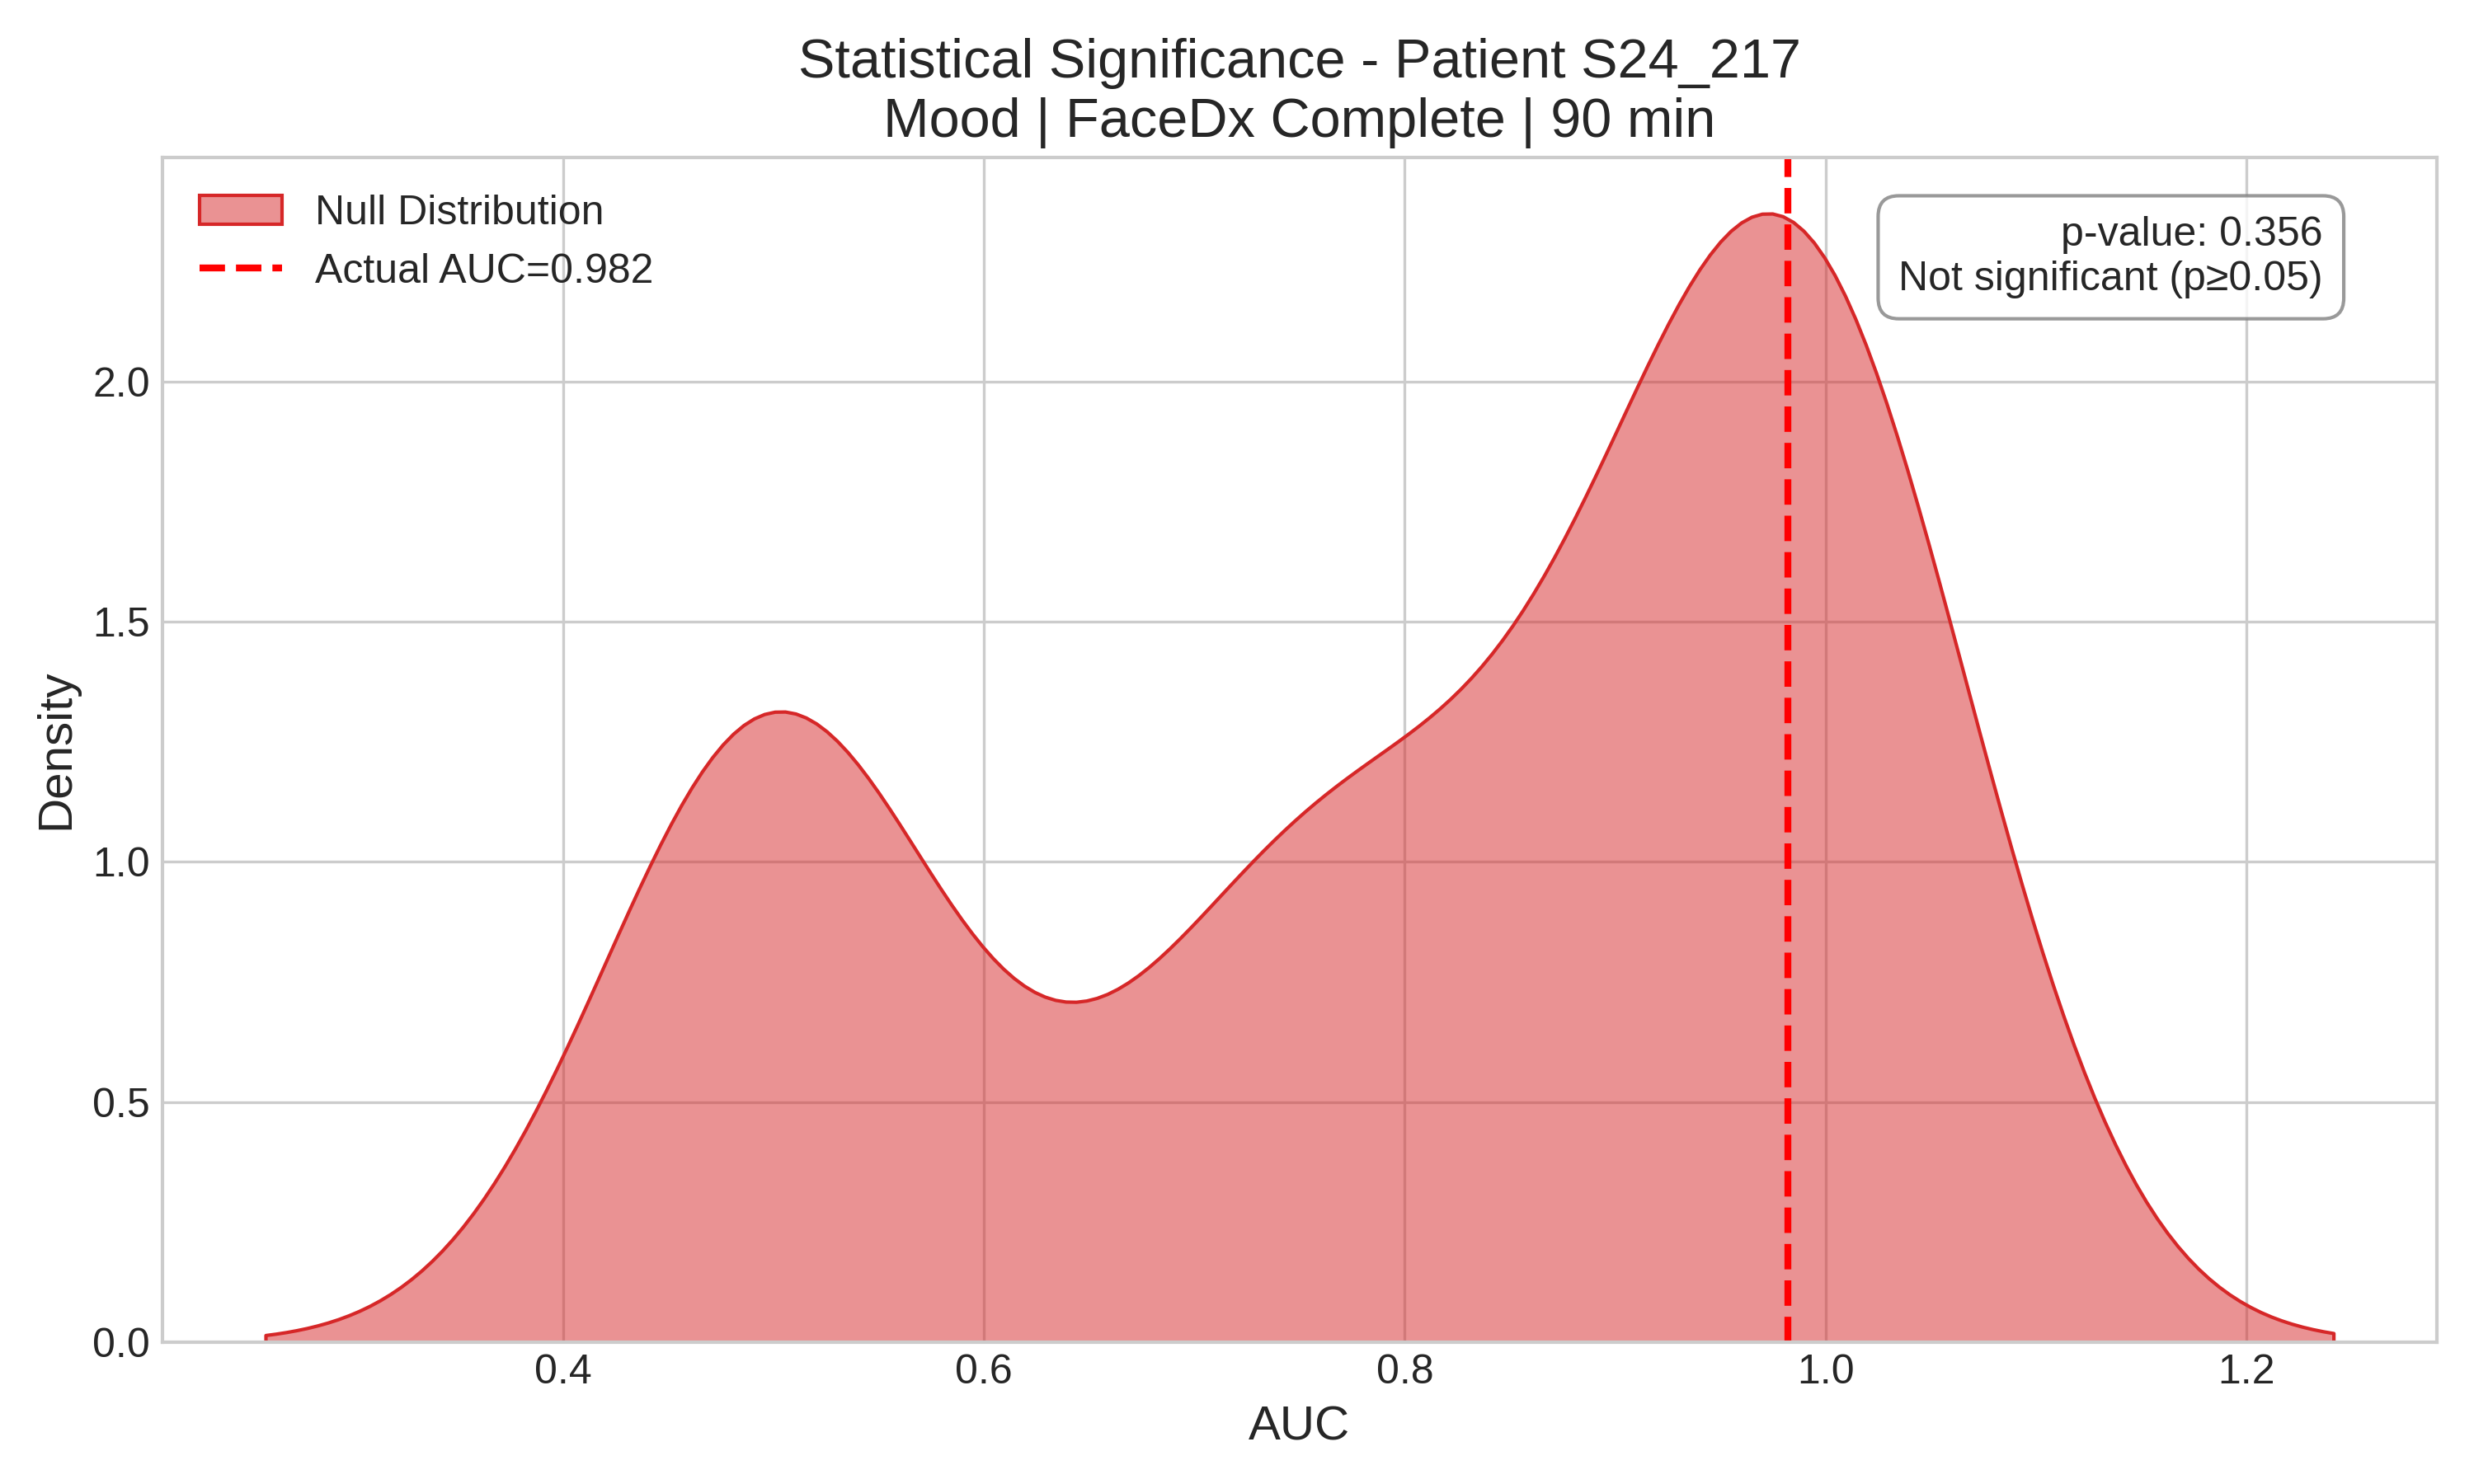 Statistical Significance - Patient S24_217
Mood | FaceDx Complete | 90 min
Null Distribution
Actual AUC=0.982
p-value: 0.356
Not significant (p≥0.05)
Density
2.0
1.5
1.0
0.5
0.0
0.4 0.6 0.8 1.0 1.2
AUC